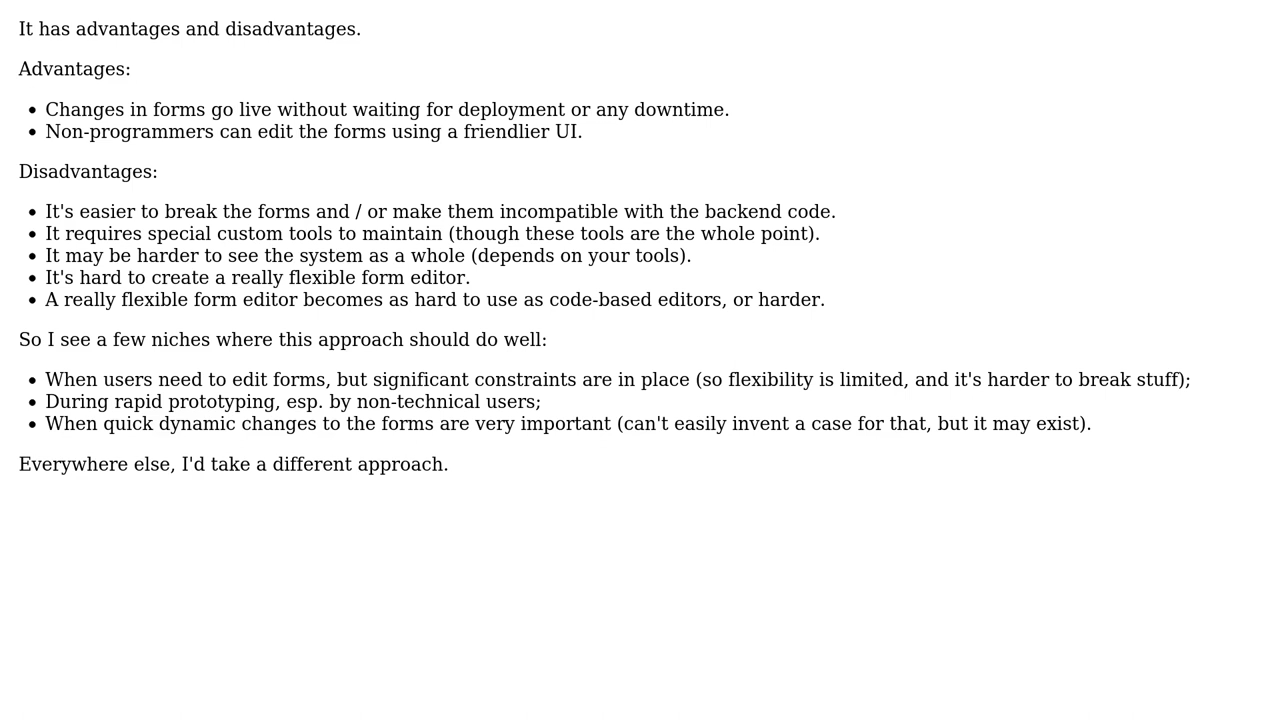 It has advantages and disadvantages.
Advantages:
• Changes in forms go live without waiting for deployment or any downtime.
• Non-programmers can edit the forms using a friendlier UI.
Disadvantages:
• It's easier to break the forms and / or make them incompatible with the backend code.
• It requires special custom tools to maintain (though these tools are the whole point).
• It may be harder to see the system as a whole (depends on your tools).
• It's hard to create a really flexible form editor.
• A really flexible form editor becomes as hard to use as code-based editors, or harder.
So I see a few niches where this approach should do well:
• When users need to edit forms, but significant constraints are in place (so flexibility is limited, and it's harder to break stuff);
• During rapid prototyping, esp. by non-technical users;
• When quick dynamic changes to the forms are very important (can't easily invent a case for that, but it may exist).
Everywhere else, I'd take a different approach.